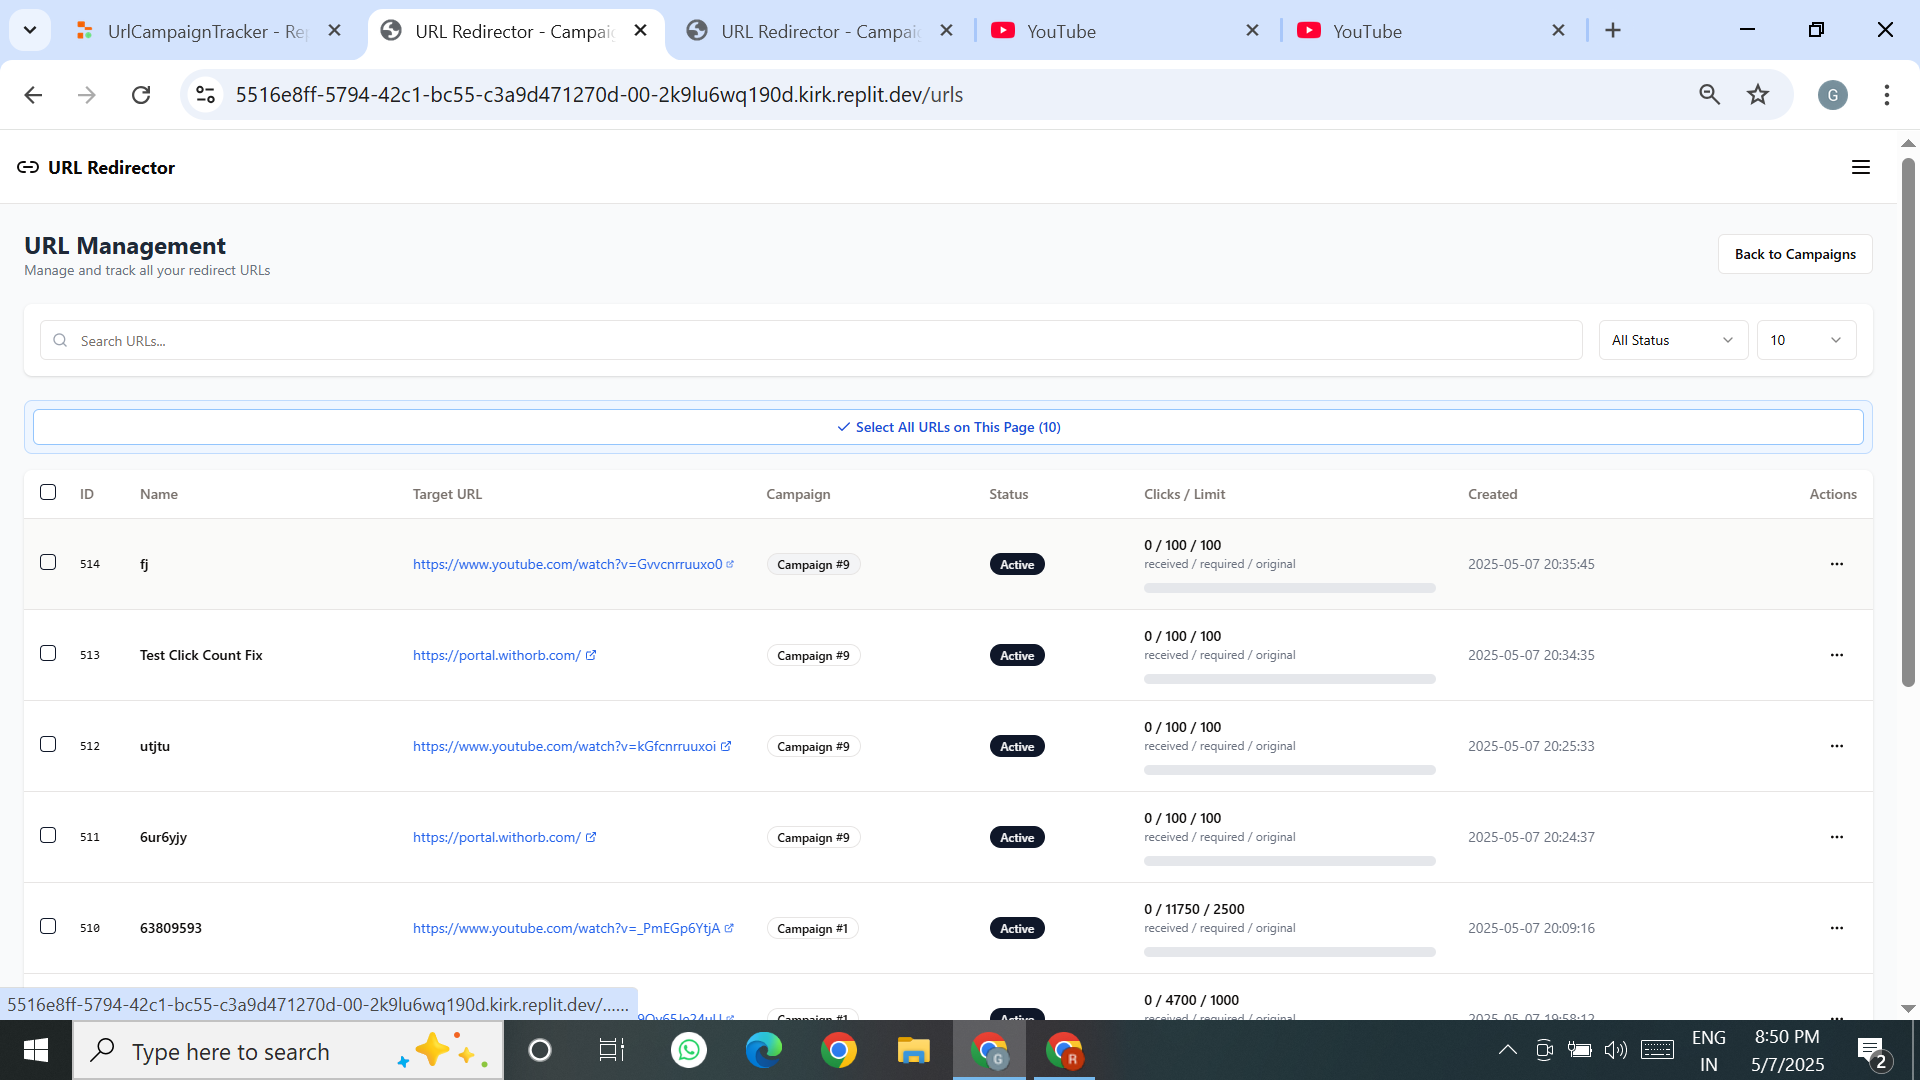 UrlCampaignTracker - Rep
URL Redirector - Campaig
URL Redirector - Campaig
YouTube
YouTube
5516e8ff-5794-42c1-bc55-c3a9d471270d-00-2k9lu6wq190d.kirk.replit.dev/urls
G
URL Redirector
URL Management
Manage and track all your redirect URLs
Back to Campaigns
Search URLs...
All Status
10
Select All URLs on This Page (10)
ID Name Target URL Campaign Status Clicks / Limit Created Actions
514 fj https://www.youtube.com/watch?v=Gvvcnrruuxo0 Campaign #9 Active 0 / 100 / 100 2025-05-07 20:35:45
received / required / original
513 Test Click Count Fix https://portal.withorb.com/ Campaign #9 Active 0 / 100 / 100 2025-05-07 20:34:35
received / required / original
512 utjtu https://www.youtube.com/watch?v=kGfcnrruuxoi Campaign #9 Active 0 / 100 / 100 2025-05-07 20:25:33
received / required / original
511 6ur6yjy https://portal.withorb.com/ Campaign #9 Active 0 / 100 / 100 2025-05-07 20:24:37
received / required / original
510 63809593 https://www.youtube.com/watch?v=_PmEGp6YtjA Campaign #1 Active 0 / 11750 / 2500 2025-05-07 20:09:16
received / required / original
0 / 4700 / 1000
Campaign #1 Active received / required / original 2025-05-07 19:58:12
5516e8ff-5794-42c1-bc55-c3a9d471270d-00-2k9lu6wq190d.kirk.replit.dev/......
Type here to search
G
R
ENG
IN
8:50 PM
5/7/2025
2